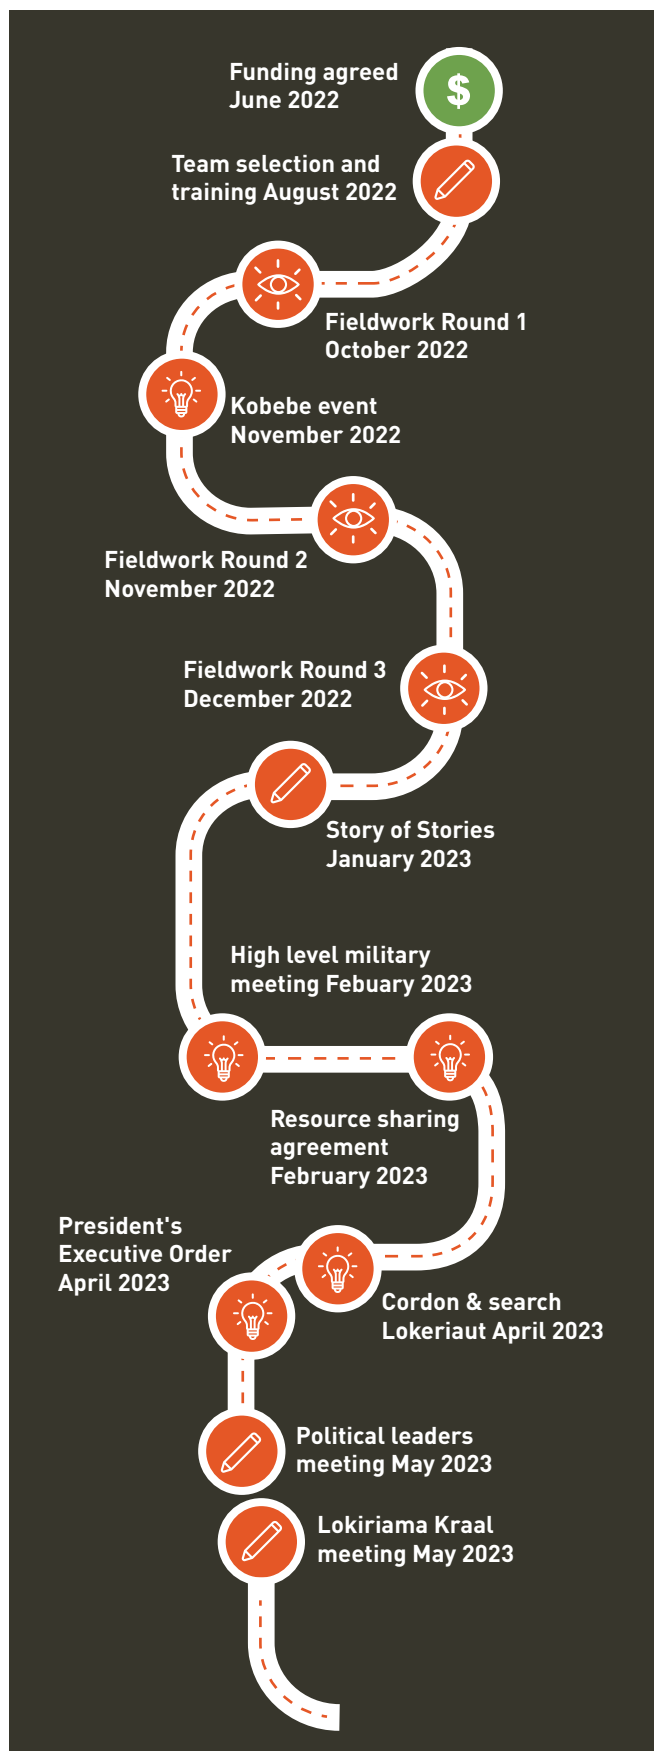 $
Funding agreed
June 2022
Team selection and
training August 2022
Fieldwork Round 1
October 2022
Kobebe event
November 2022
Fieldwork Round 2
November 2022
Fieldwork Round 3
December 2022
Story of Stories
January 2023
High level military
meeting Febuary 2023
Resource sharing
agreement
February 2023
President's
Executive Order
April 2023
Cordon & search
Lokeriaut April 2023
Political leaders
meeting May 2023
Lokiriama Kraal
meeting May 2023